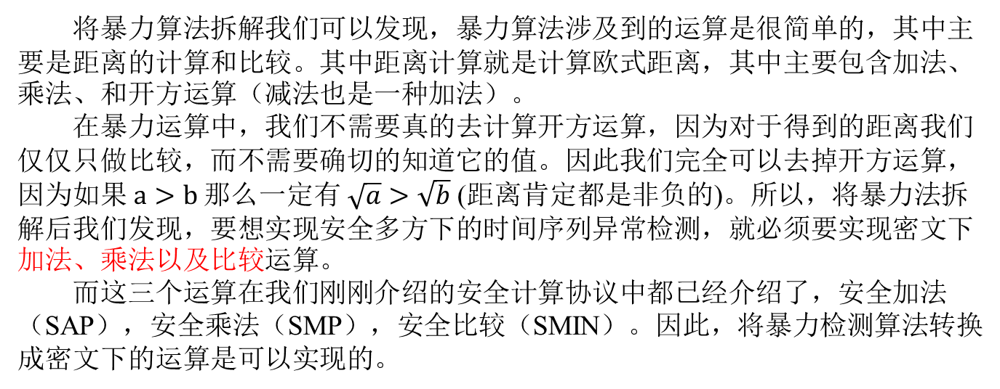 将暴力算法拆解我们可以发现，暴力算法涉及到的运算是很简单的，其中主
要是距离的计算和比较。其中距离计算就是计算欧式距离，其中主要包含加法、
乘法、和开方运算（减法也是一种加法）。
在暴力运算中，我们不需要真的去计算开方运算，因为对于得到的距离我们
仅仅只做比较，而不需要确切的知道它的值。因此我们完全可以去掉开方运算，
因为如果 a > b 那么一定有 √a > √b (距离肯定都是非负的)。所以，将暴力法拆
解后我们发现，要想实现安全多方下的时间序列异常检测，就必须要实现密文下
加法、乘法以及比较运算。
而这三个运算在我们刚刚介绍的安全计算协议中都已经介绍了，安全加法
（SAP），安全乘法（SMP），安全比较（SMIN）。因此，将暴力检测算法转换
成密文下的运算是可以实现的。